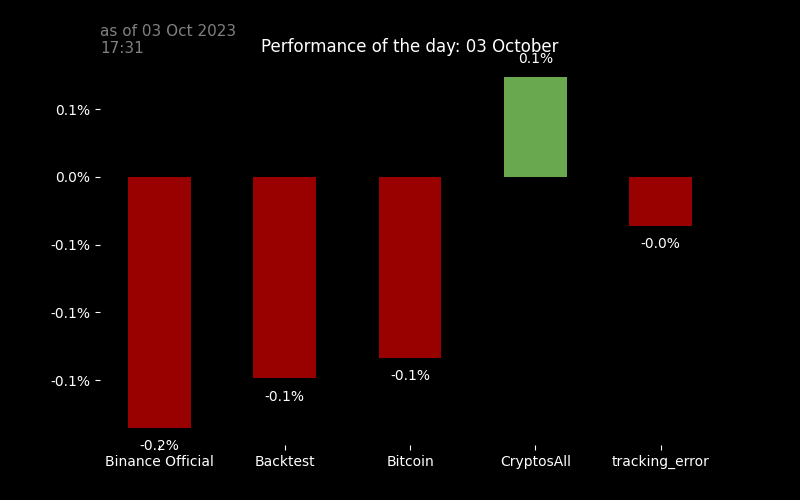 as of 03 Oct 2023
17:31
Performance of the day: 03 October
0.1%
0.1%
0.0%
-0.1%
-0.0%
-0.1%
-0.1%
-0.1%
-0.1%
-0.2%
Binance Official
Backtest
Bitcoin
CryptosAll
tracking_error